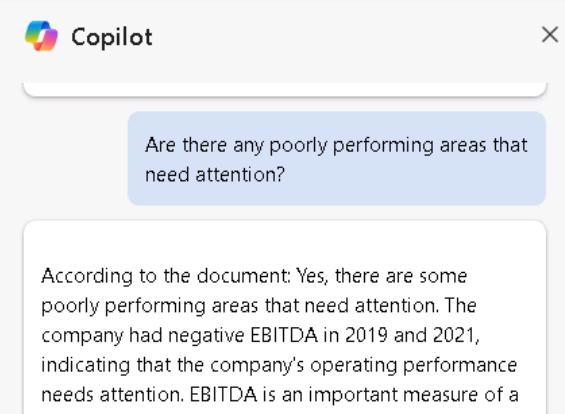 Copilot
Are there any poorly performing areas that
need attention?
According to the document: Yes, there are some
poorly performing areas that need attention. The
company had negative EBITDA in 2019 and 2021,
indicating that the company's operating performance
needs attention. EBITDA is an important measure of a